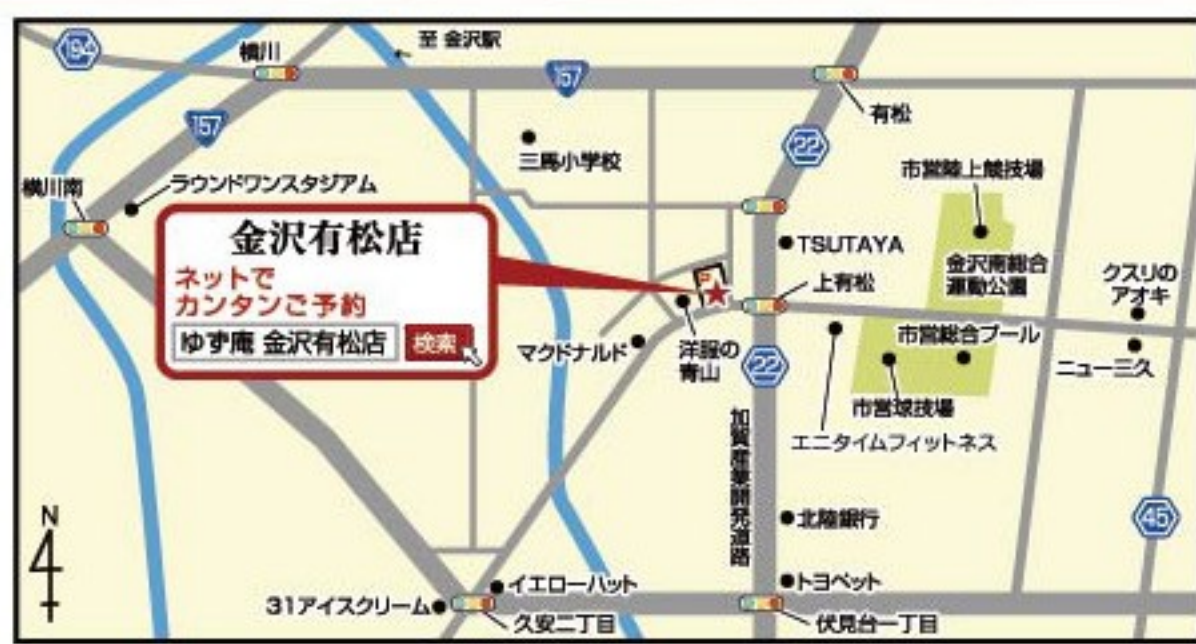 194
横川
至 金沢駅
157
有松
157
22
三馬小学校
市営陸上競技場
横川南
ラウンドワンスタジアム
金沢有松店
ネットで
カンタンご予約
ゆず庵 金沢有松店
検索
TSUTAYA
金沢南総合
運動公園
クスリの
アオキ
P
上有松
マクドナルド
洋服の
青山
22
市営総合プール
ニュー三久
市営球技場
エニタイムフィットネス
加賀産業開発道路
N
北陸銀行
45
イエローハット
トヨペット
31アイスクリーム
久安二丁目
伏見台一丁目